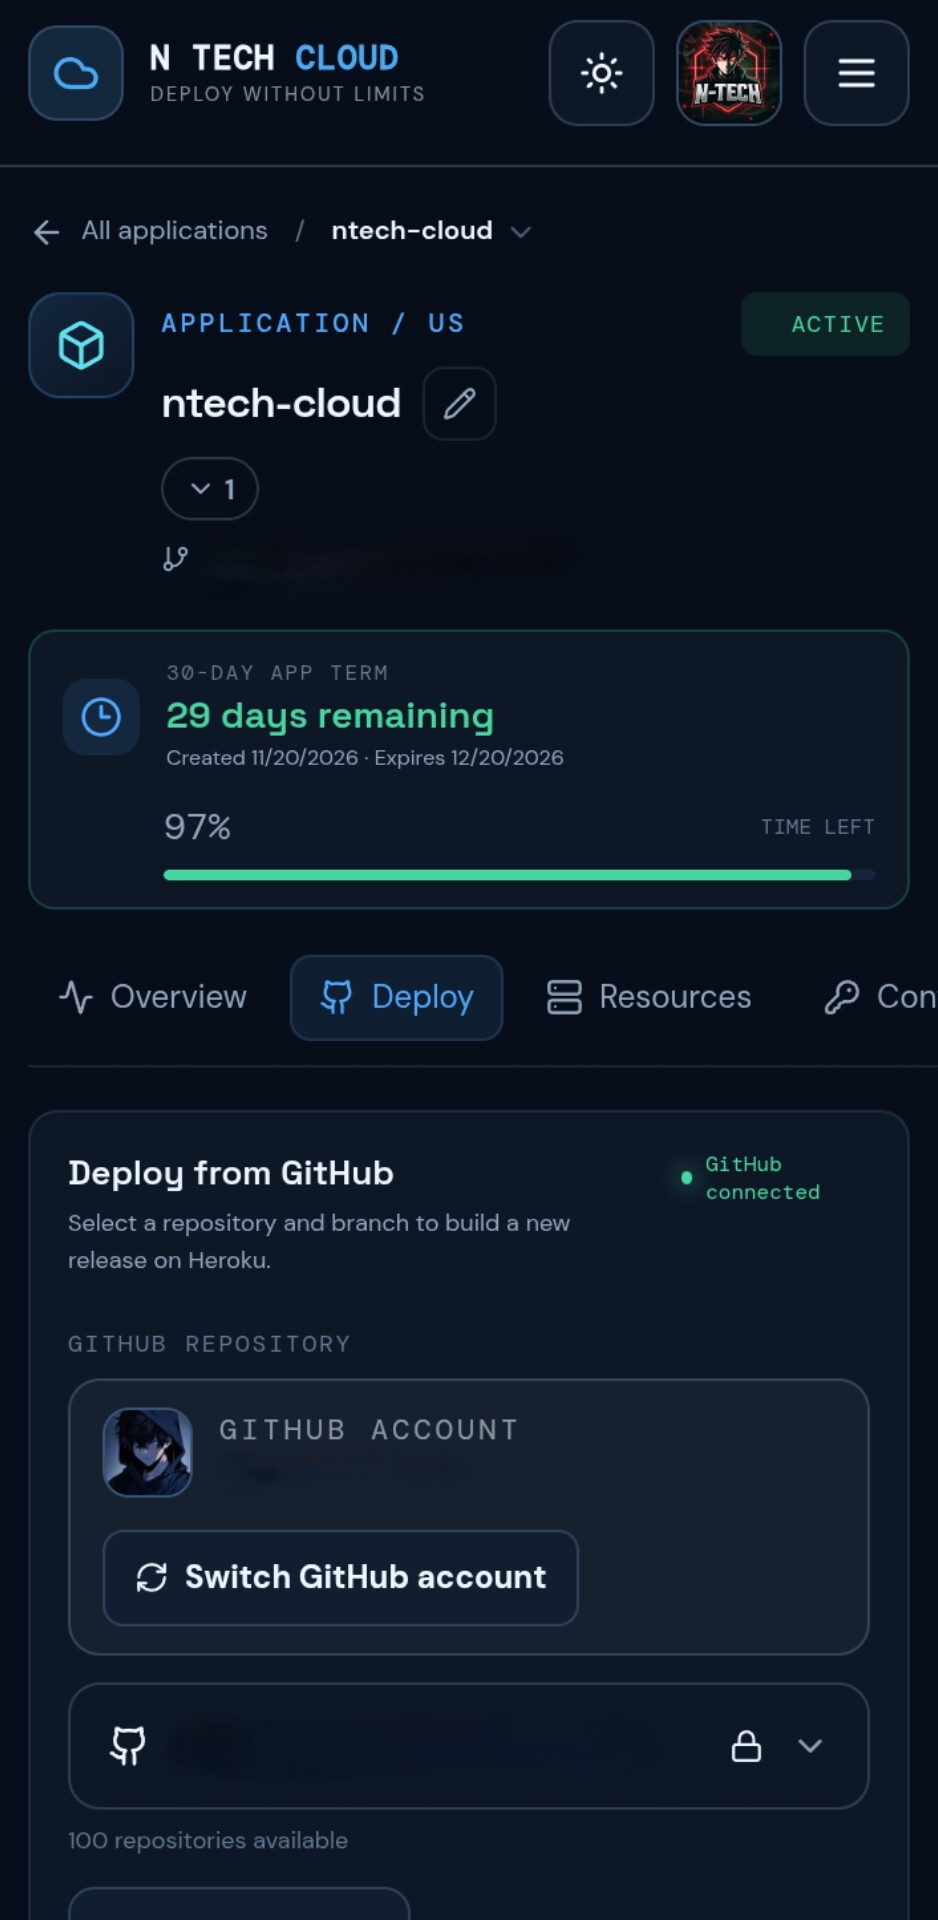 N TECH CLOUD
DEPLOY WITHOUT LIMITS
N-TECH
All applications / ntech-cloud
APPLICATION / US
ACTIVE
ntech-cloud
1
30-DAY APP TERM
29 days remaining
Created 11/20/2026 · Expires 12/20/2026
97%
TIME LEFT
Overview
Deploy
Resources
Con
Deploy from GitHub
GitHub
connected
Select a repository and branch to build a new
release on Heroku.
GITHUB REPOSITORY
GITHUB ACCOUNT
Switch GitHub account
100 repositories available